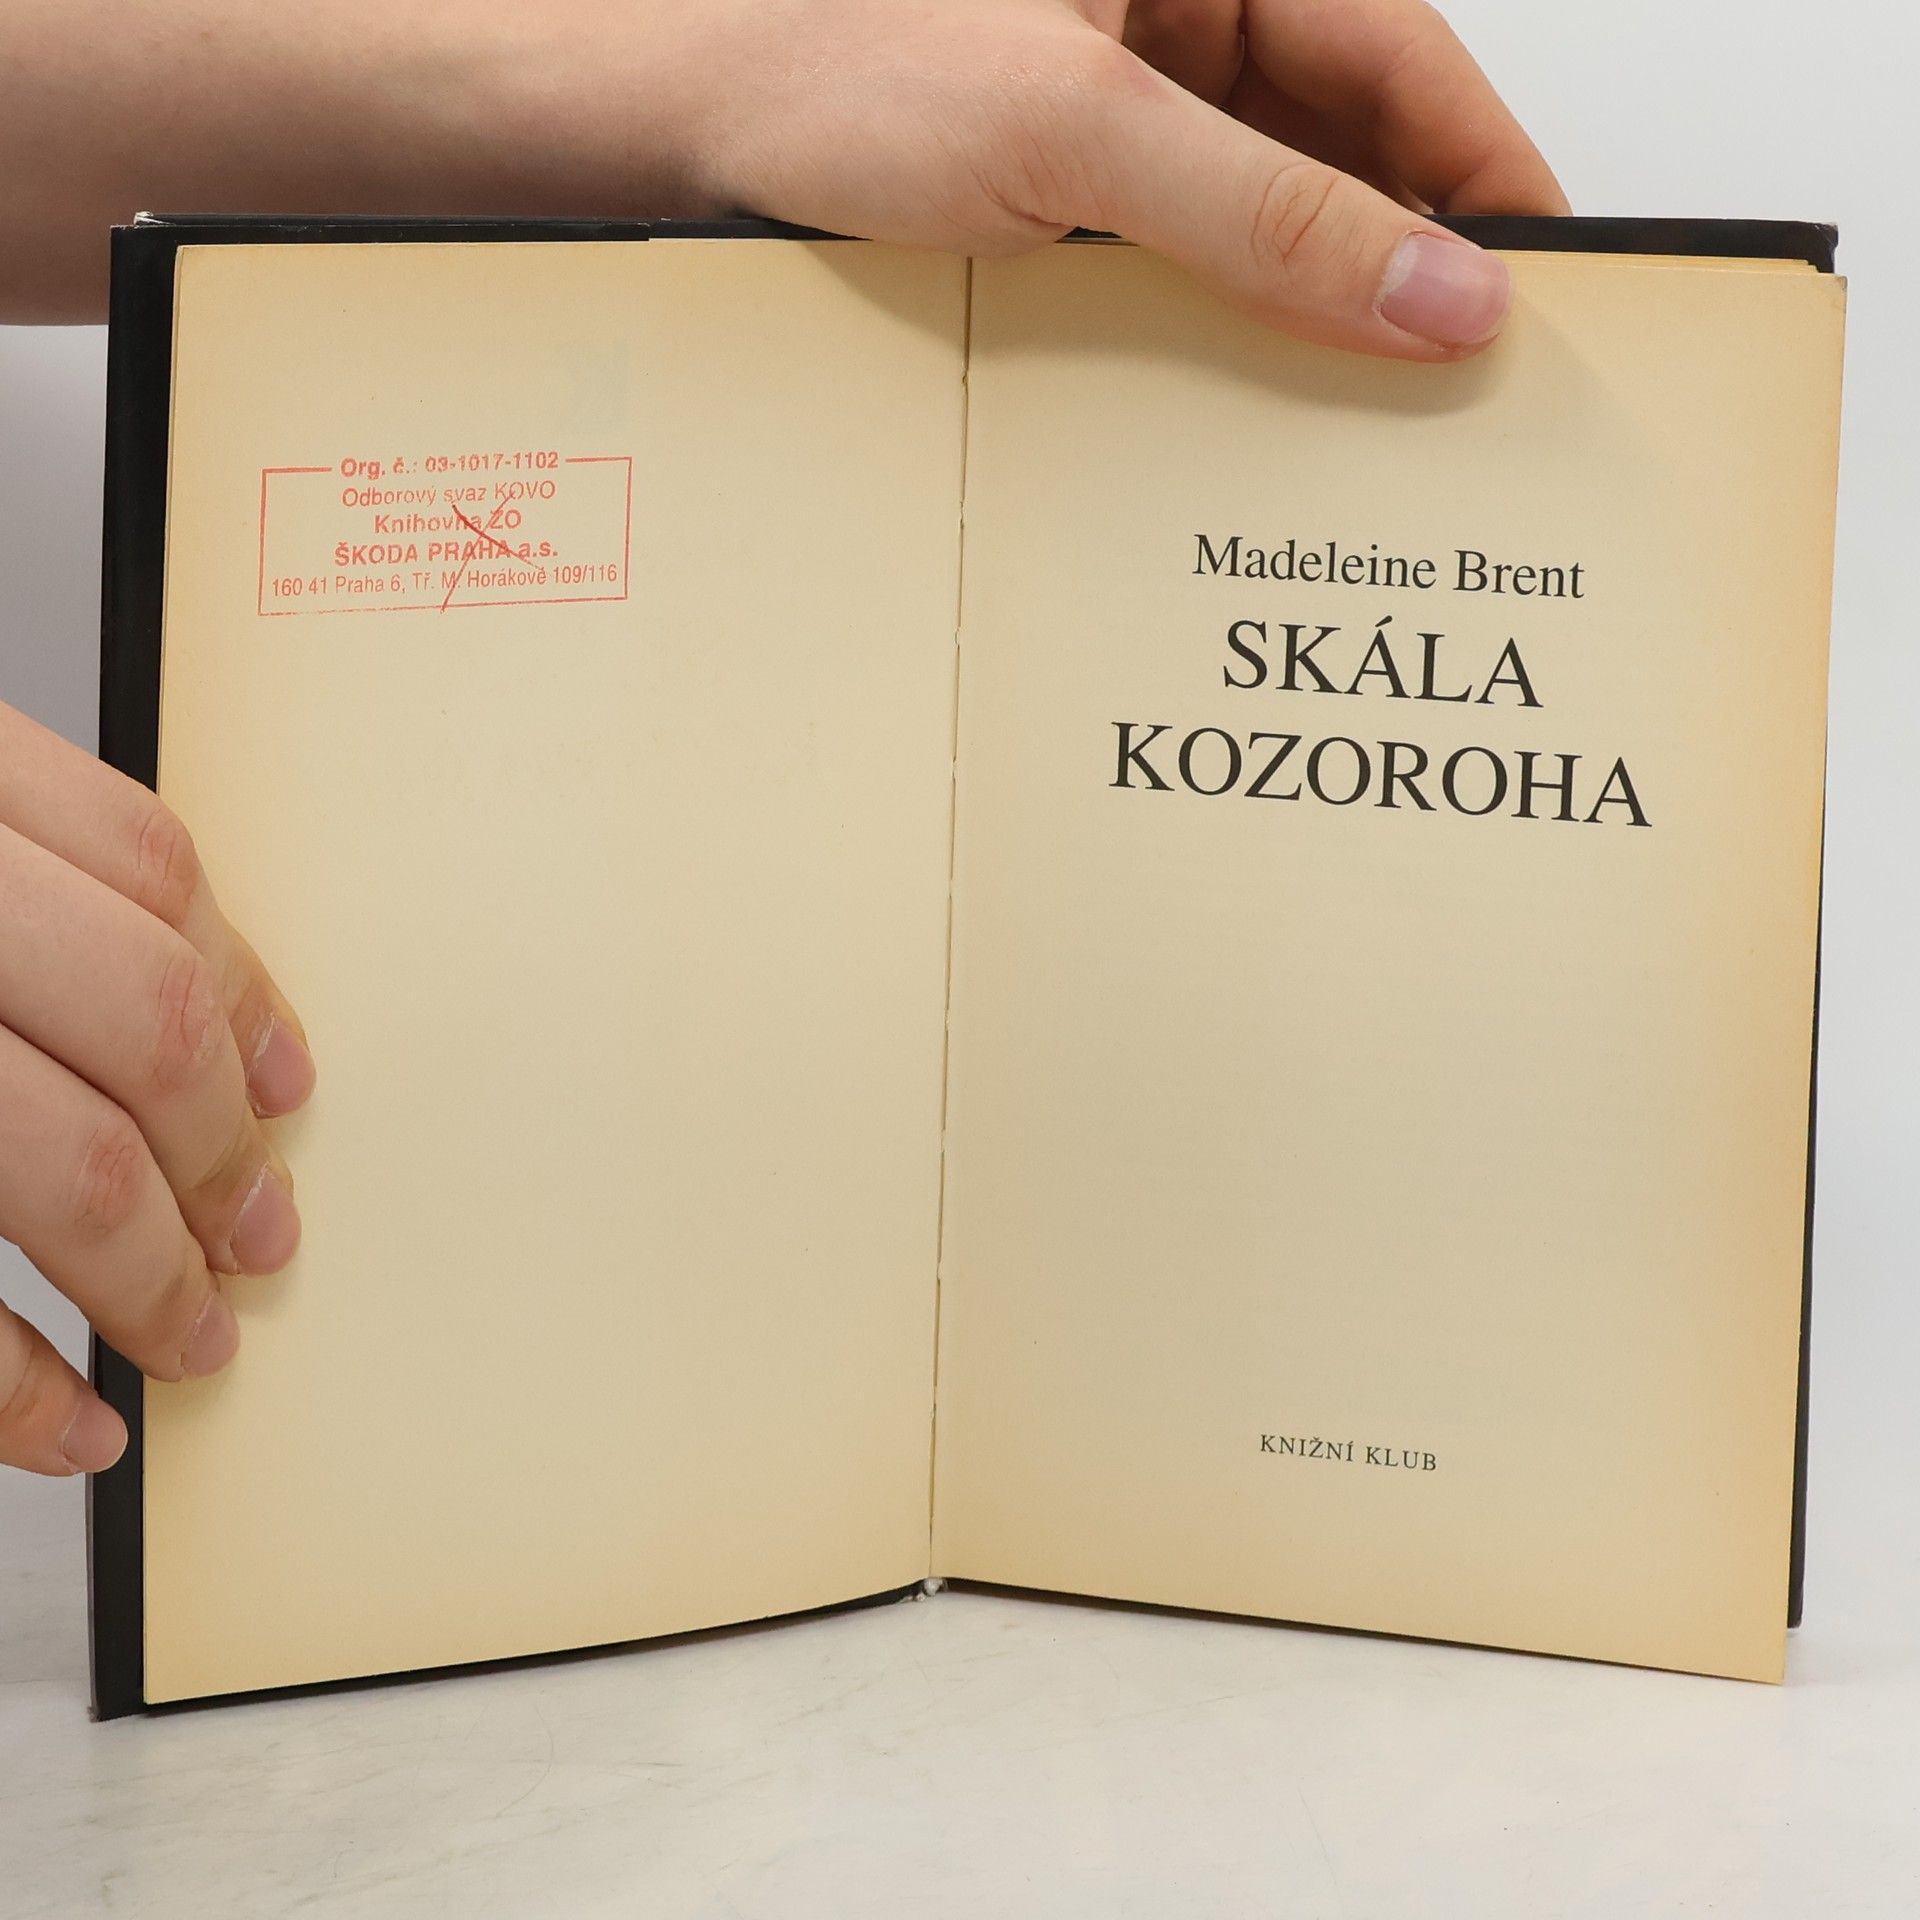 Org. č.: 03-1017-1102
Odborový svaz KOVO
Knihovna ZO
ŠKODA PRAHA a.s.
160 41 Praha 6, Tř. M. Horákové 109/116
Madeleine Brent
SKÁLA
KOZOROHA
KNIŽNÍ KLUB